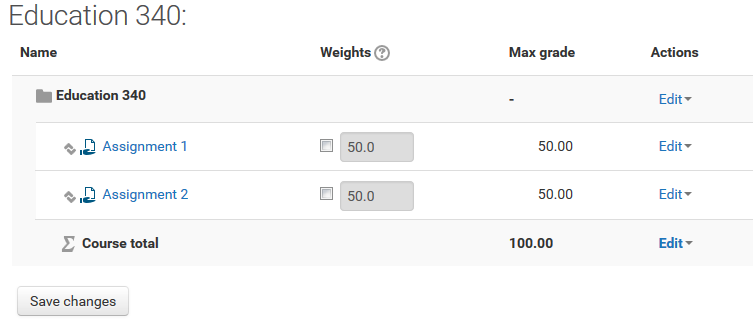 Education 340:
Name Weights ? Max grade Actions
Education 340 - Edit
Assignment 1 50.0 50.00 Edit
Assignment 2 50.0 50.00 Edit
Σ Course total 100.00 Edit
Save changes